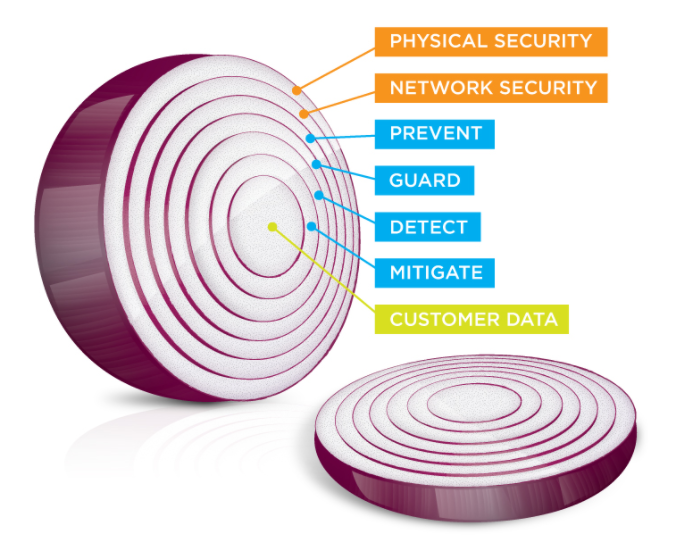 PHYSICAL SECURITY
NETWORK SECURITY
PREVENT
GUARD
DETECT
MITIGATE
CUSTOMER DATA